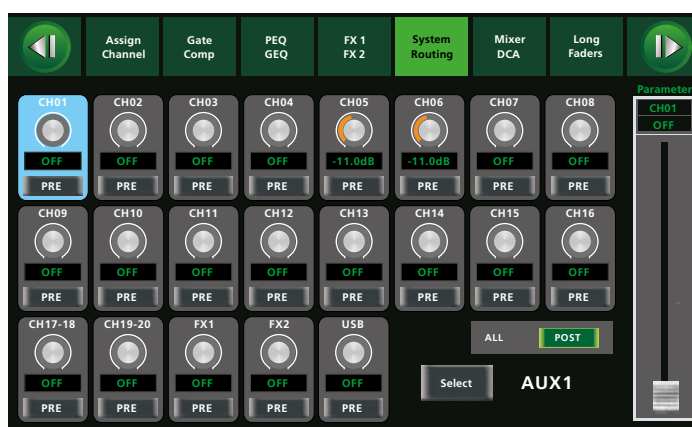 Assign Channel
Gate Comp
PEQ GEQ
FX 1 FX 2
System Routing
Mixer DCA
Long Faders
Parameter
CH01
OFF
CH01 CH02 CH03 CH04 CH05 CH06 CH07 CH08
OFF OFF OFF OFF -11.0dB -11.0dB OFF OFF
PRE PRE PRE PRE PRE PRE PRE PRE
CH09 CH10 CH11 CH12 CH13 CH14 CH15 CH16
OFF OFF OFF OFF OFF OFF OFF OFF
PRE PRE PRE PRE PRE PRE PRE PRE
CH17-18 CH19-20 FX1 FX2 USB
OFF OFF OFF OFF OFF
PRE PRE PRE PRE PRE
ALL POST
Select AUX1